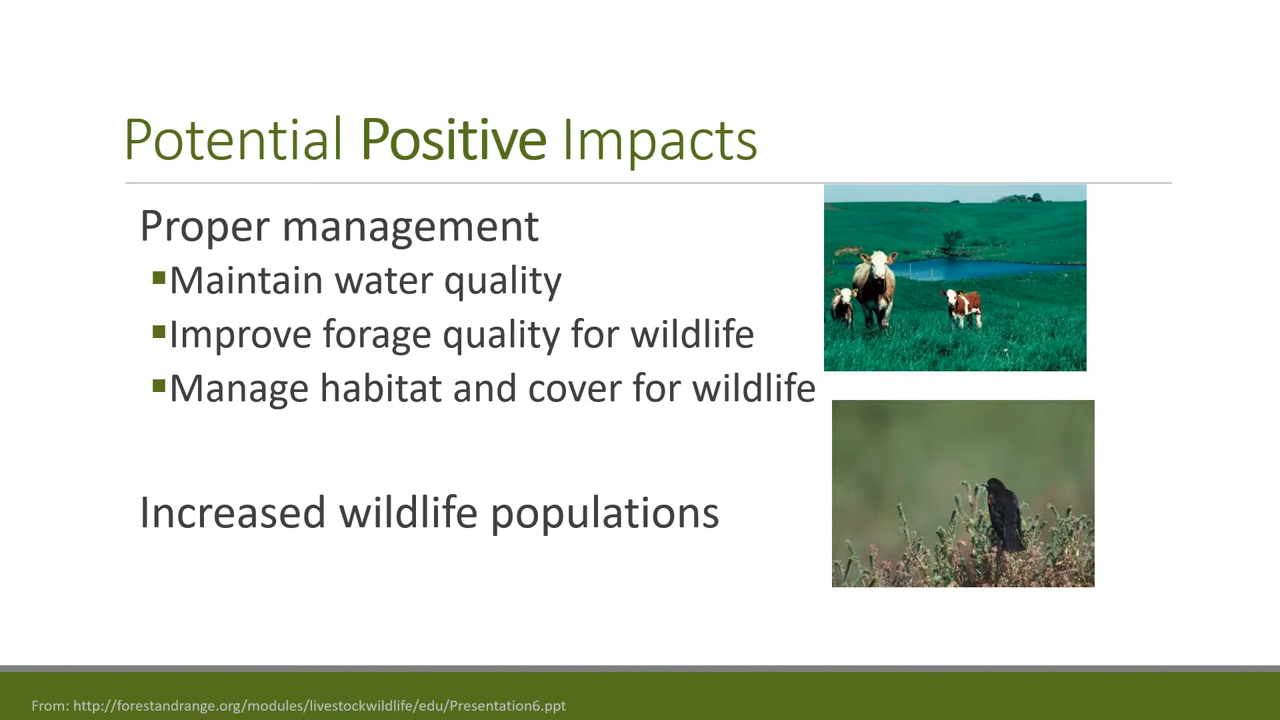 Potential Positive Impacts
Proper management
▪Maintain water quality
▪Improve forage quality for wildlife
▪Manage habitat and cover for wildlife
Increased wildlife populations
From: http://forestandrange.org/modules/livestockwildlife/edu/Presentation6.ppt